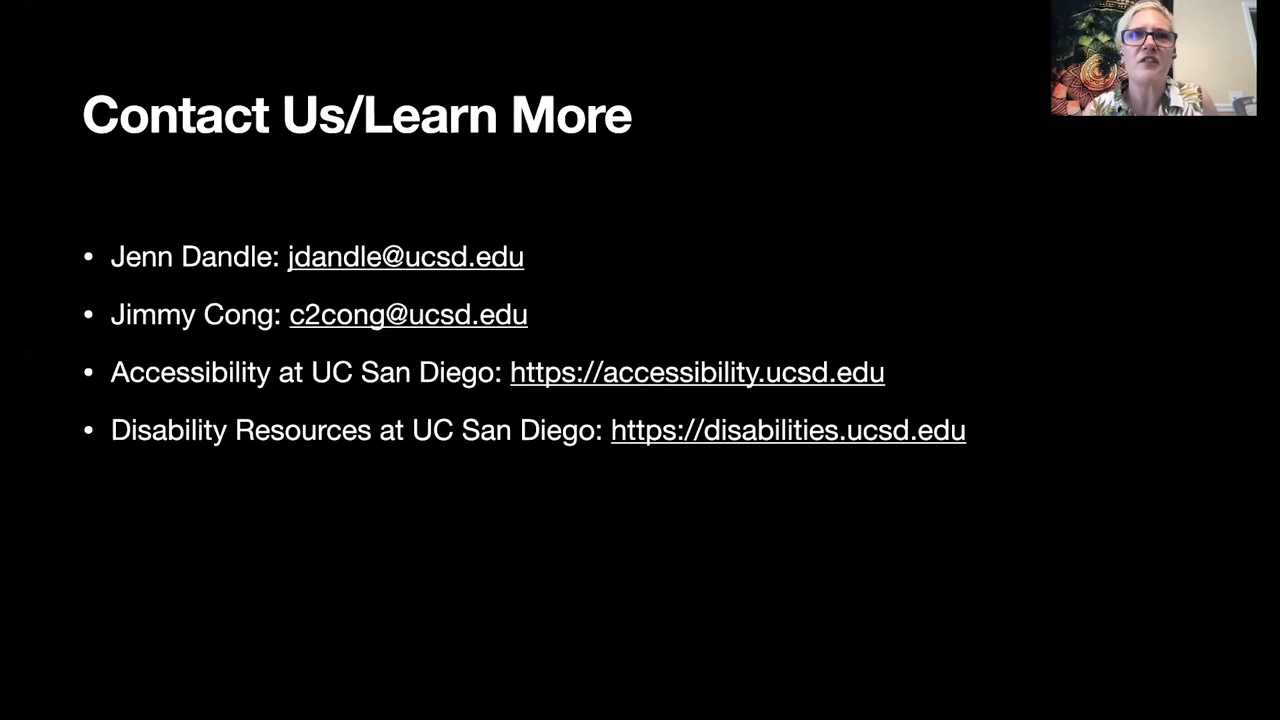 Contact Us/Learn More
• Jenn Dandle: jdandle@ucsd.edu
• Jimmy Cong: c2cong@ucsd.edu
• Accessibility at UC San Diego: https://accessibility.ucsd.edu
• Disability Resources at UC San Diego: https://disabilities.ucsd.edu